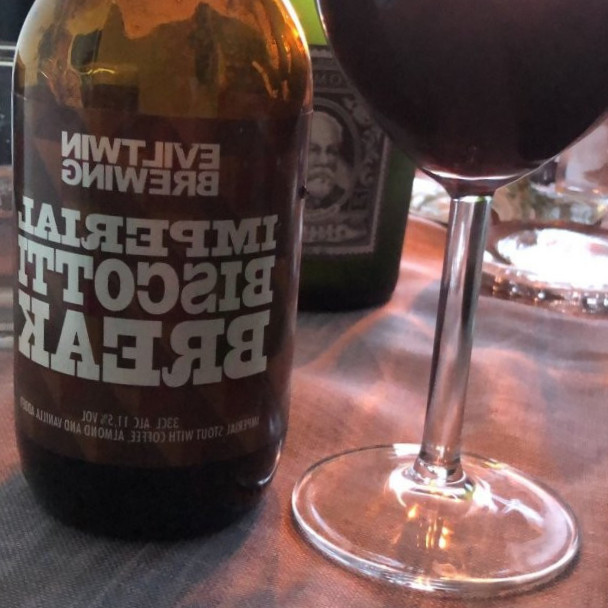 EVILTWIN
BREWING
IMPERIAL
BISCOTTI
BREAK
33CL ALC 11,5% VOL
IMPERIAL STOUT WITH COFFEE, ALMOND AND VANILLA ADDED